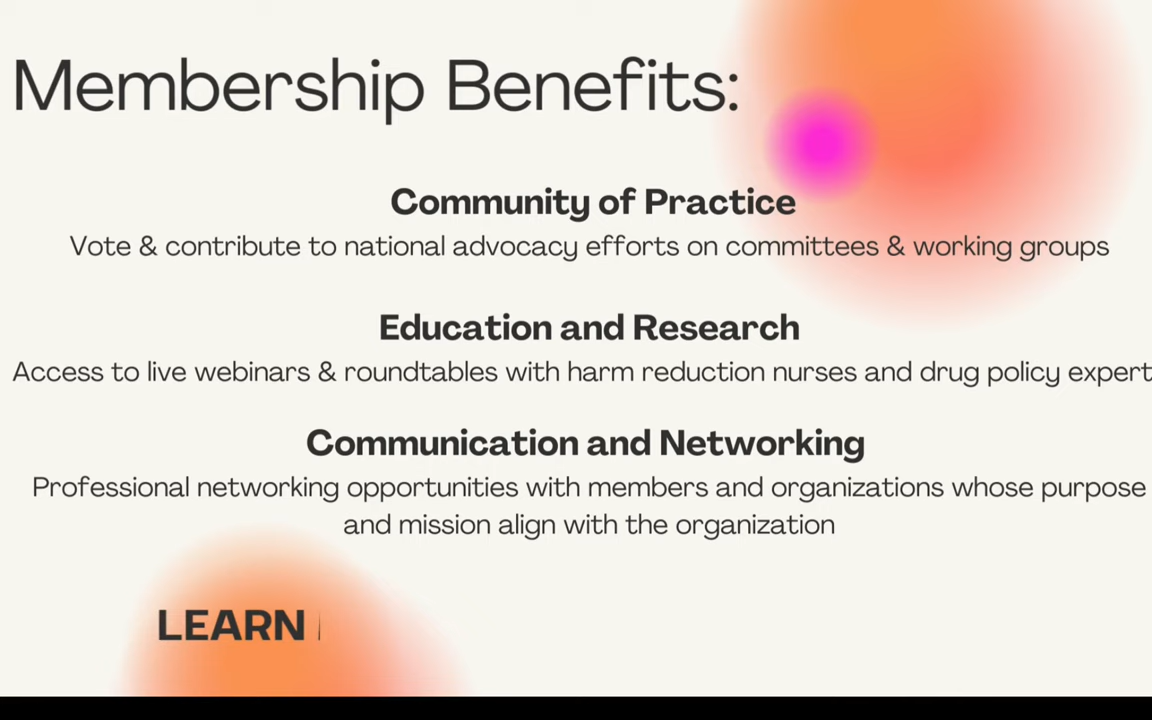 Membership Benefits:
Community of Practice
Vote & contribute to national advocacy efforts on committees & working groups
Education and Research
Access to live webinars & roundtables with harm reduction nurses and drug policy expert
Communication and Networking
Professional networking opportunities with members and organizations whose purpose
and mission align with the organization
LEARN